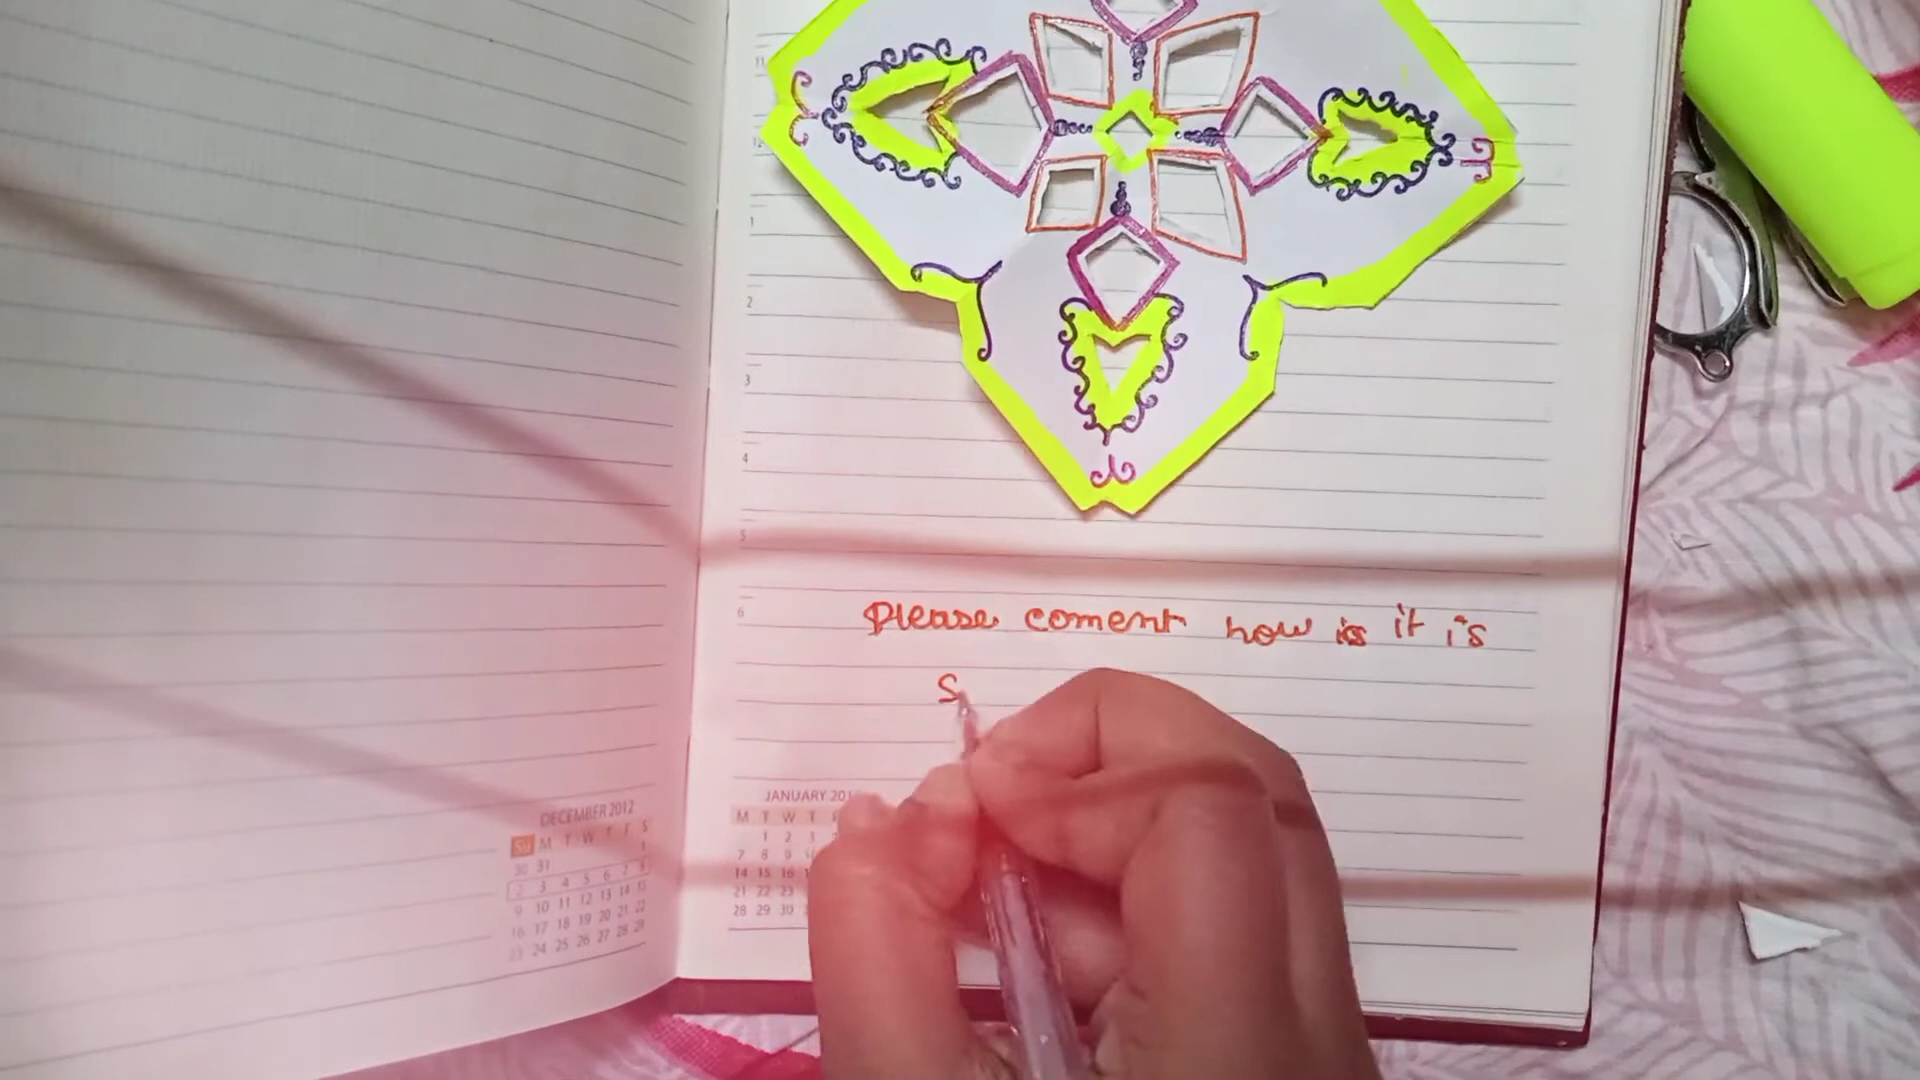 11
12
1
2
3
4
5
6
Please coment how is it is
S
DECEMBER 2012
Su M T W T F S
30 31 1
2 3 4 5 6 7 8
9 10 11 12 13 14 15
16 17 18 19 20 21 22
23 24 25 26 27 28 29
JANUARY 201
M T W T
1 2 3
7 8 9
14 15 16
21 22 23
28 29 30